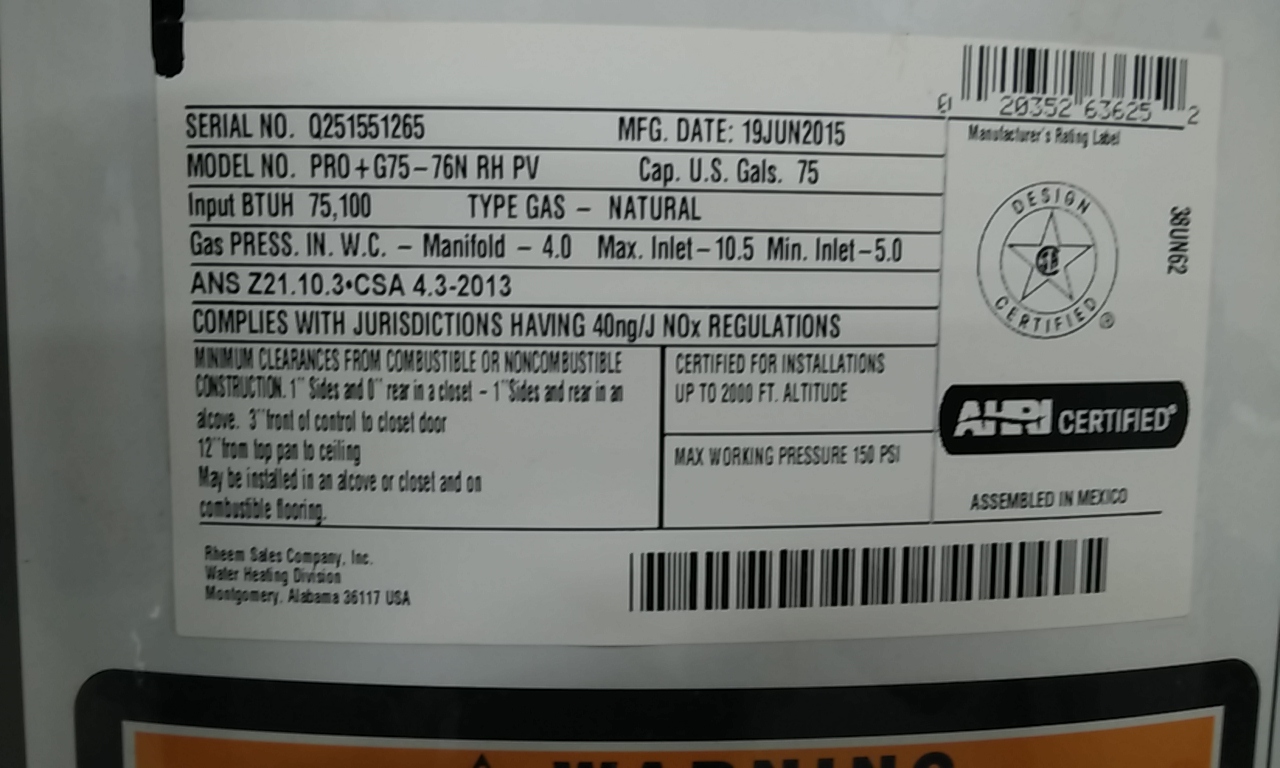 20352 63625 2
SERIAL NO. Q251551265 MFG. DATE: 19JUN2015
Manufacturer's Rating Label
MODEL NO. PRO+G75-76N RH PV Cap. U.S. Gals. 75
Input BTUH 75,100 TYPE GAS - NATURAL
Gas PRESS. IN. W.C. - Manifold - 4.0 Max. Inlet-10.5 Min. Inlet-5.0
ANS Z21.10.3•CSA 4.3-2013
COMPLIES WITH JURISDICTIONS HAVING 40ng/J NOx REGULATIONS
DESIGN
CERTIFIED®
38UN62
MINIMUM CLEARANCES FROM COMBUSTIBLE OR NONCOMBUSTIBLE
CONSTRUCTION. 1" Sides and 0" rear in a closet - 1"Sides and rear in an
alcove. 3"front of control to closet door
12"from top pan to ceiling
May be installed in an alcove or closet and on
combustible flooring.
CERTIFIED FOR INSTALLATIONS
UP TO 2000 FT. ALTITUDE
MAX WORKING PRESSURE 150 PSI
AHRI CERTIFIED®
ASSEMBLED IN MEXICO
Rheem Sales Company, Inc.
Water Heating Division
Montgomery, Alabama 36117 USA
WARNING